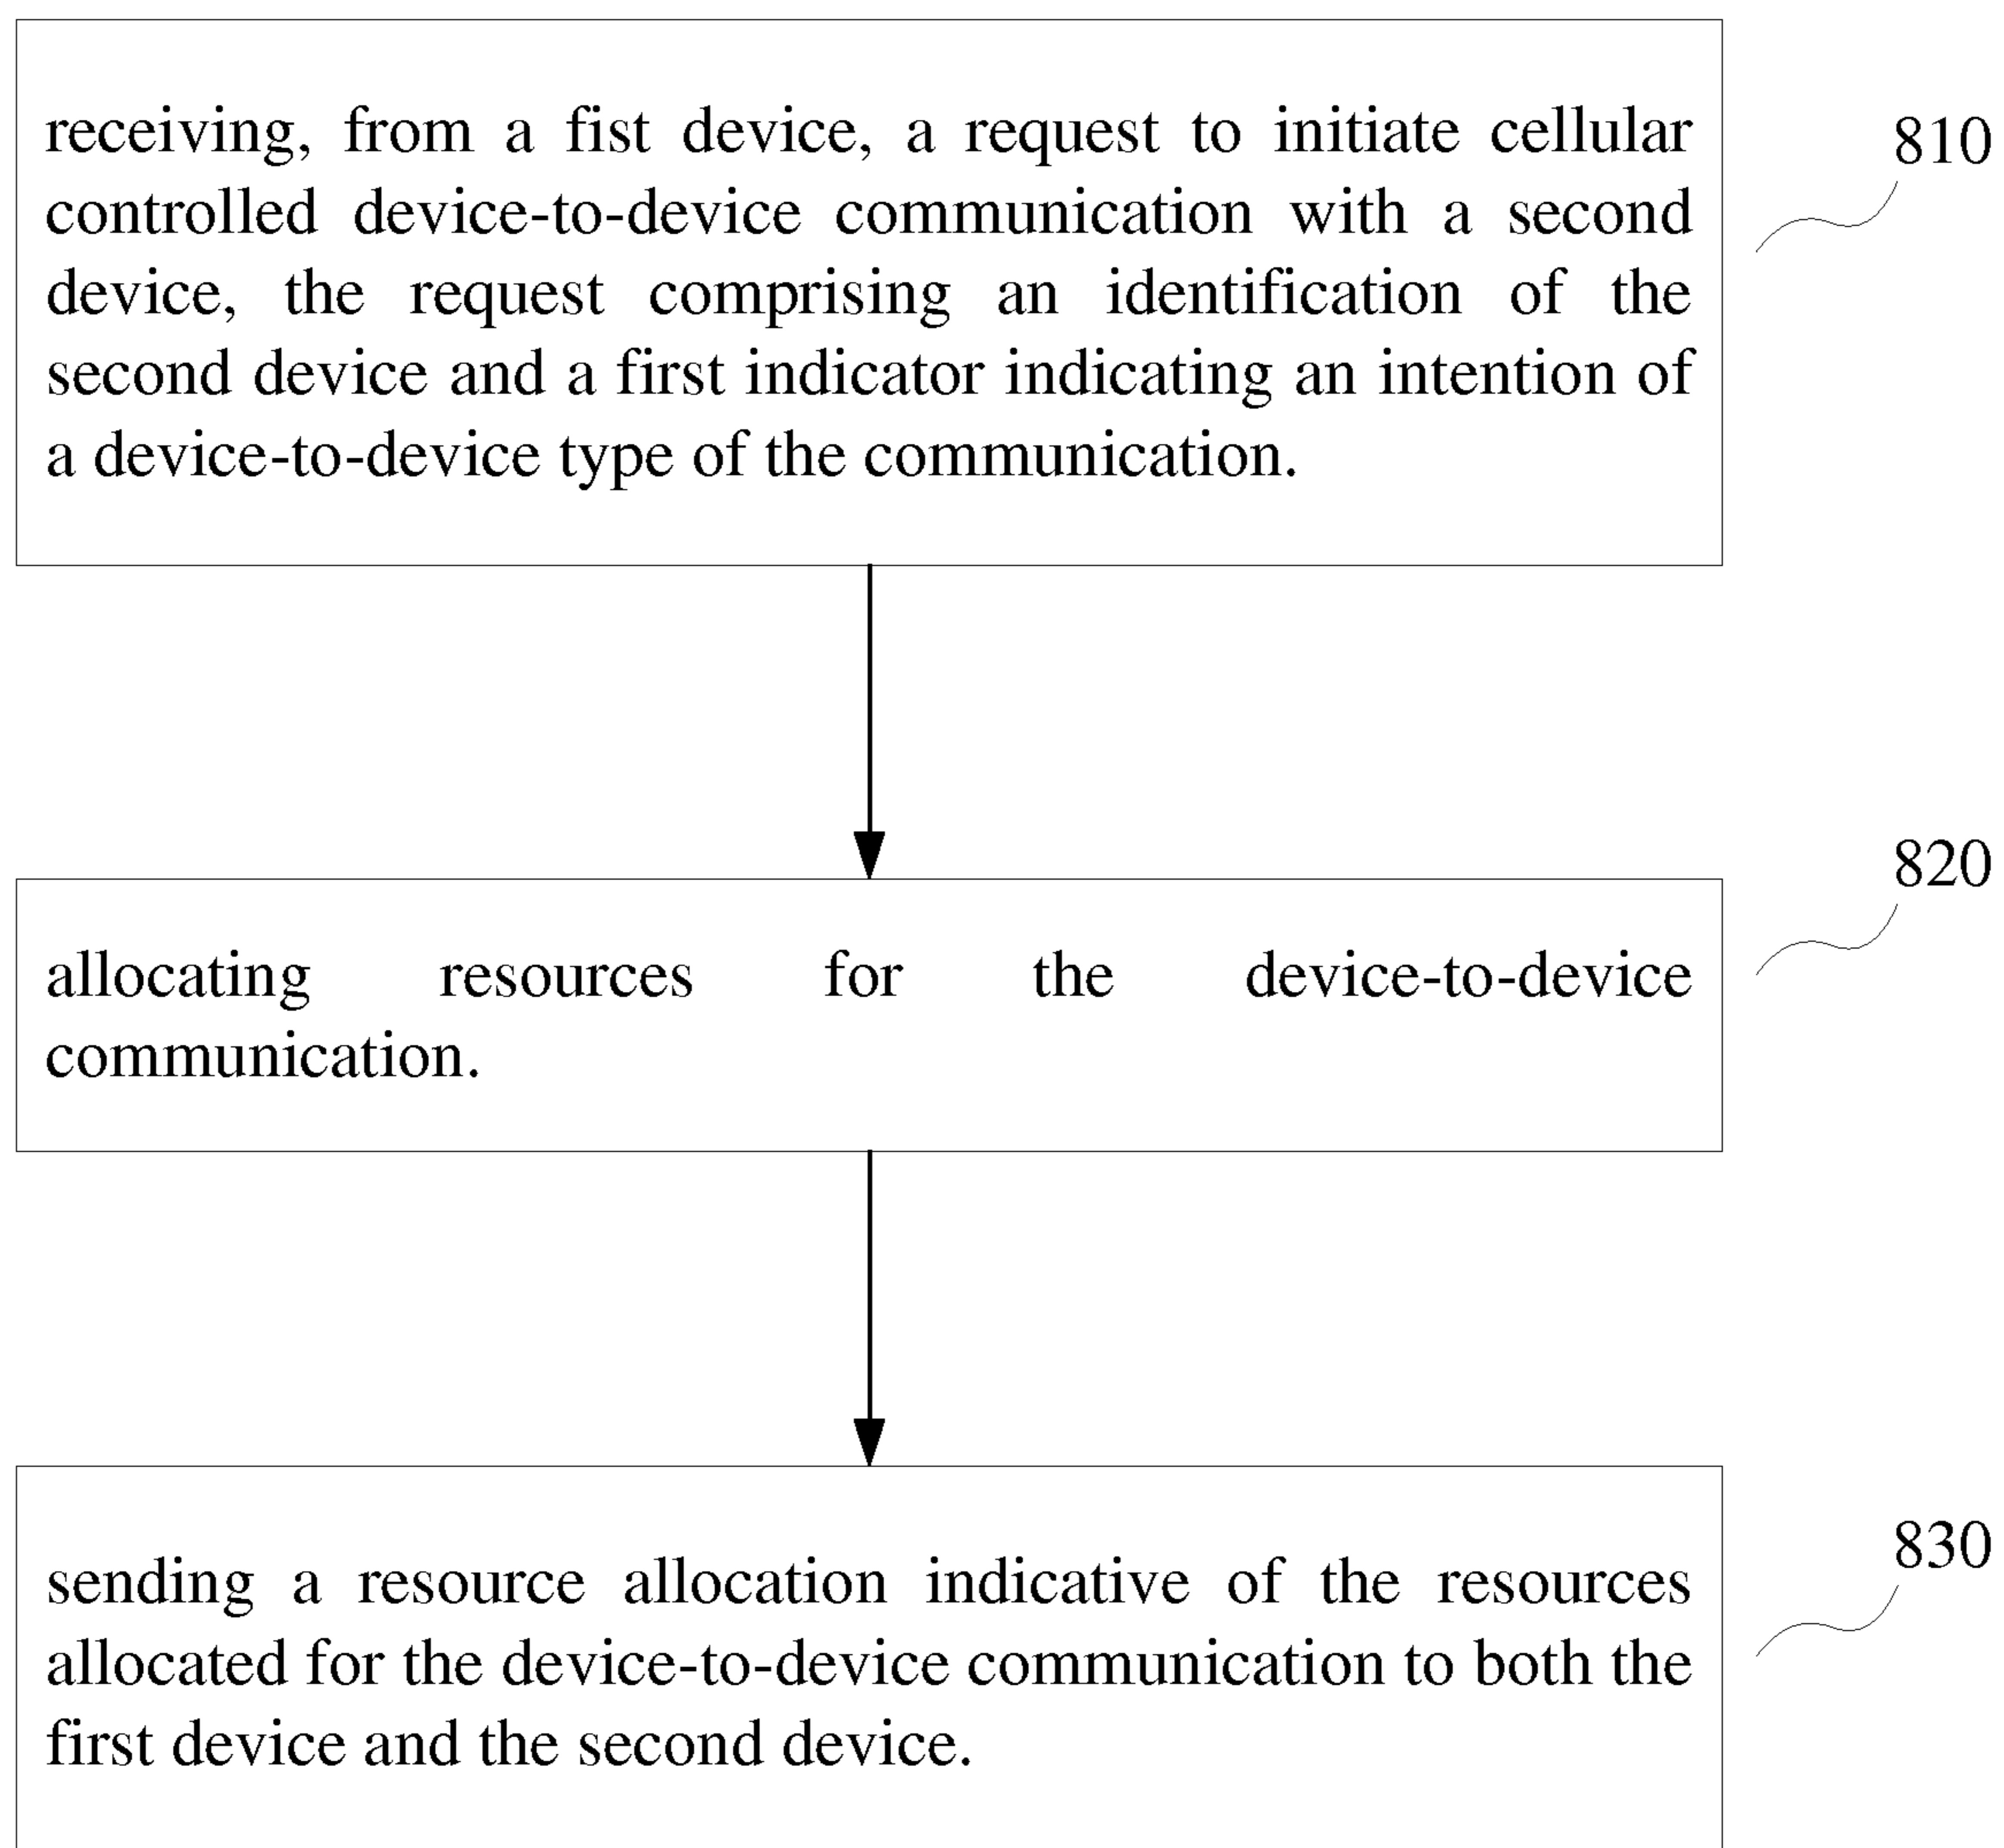 receiving, from a fist device, a request to initiate cellular
controlled device-to-device communication with a second
device, the request comprising an identification of the
second device and a first indicator indicating an intention of
a device-to-device type of the communication.
810
820
allocating resources for the device-to-device
communication.
830
sending a resource allocation indicative of the resources
allocated for the device-to-device communication to both the
first device and the second device.